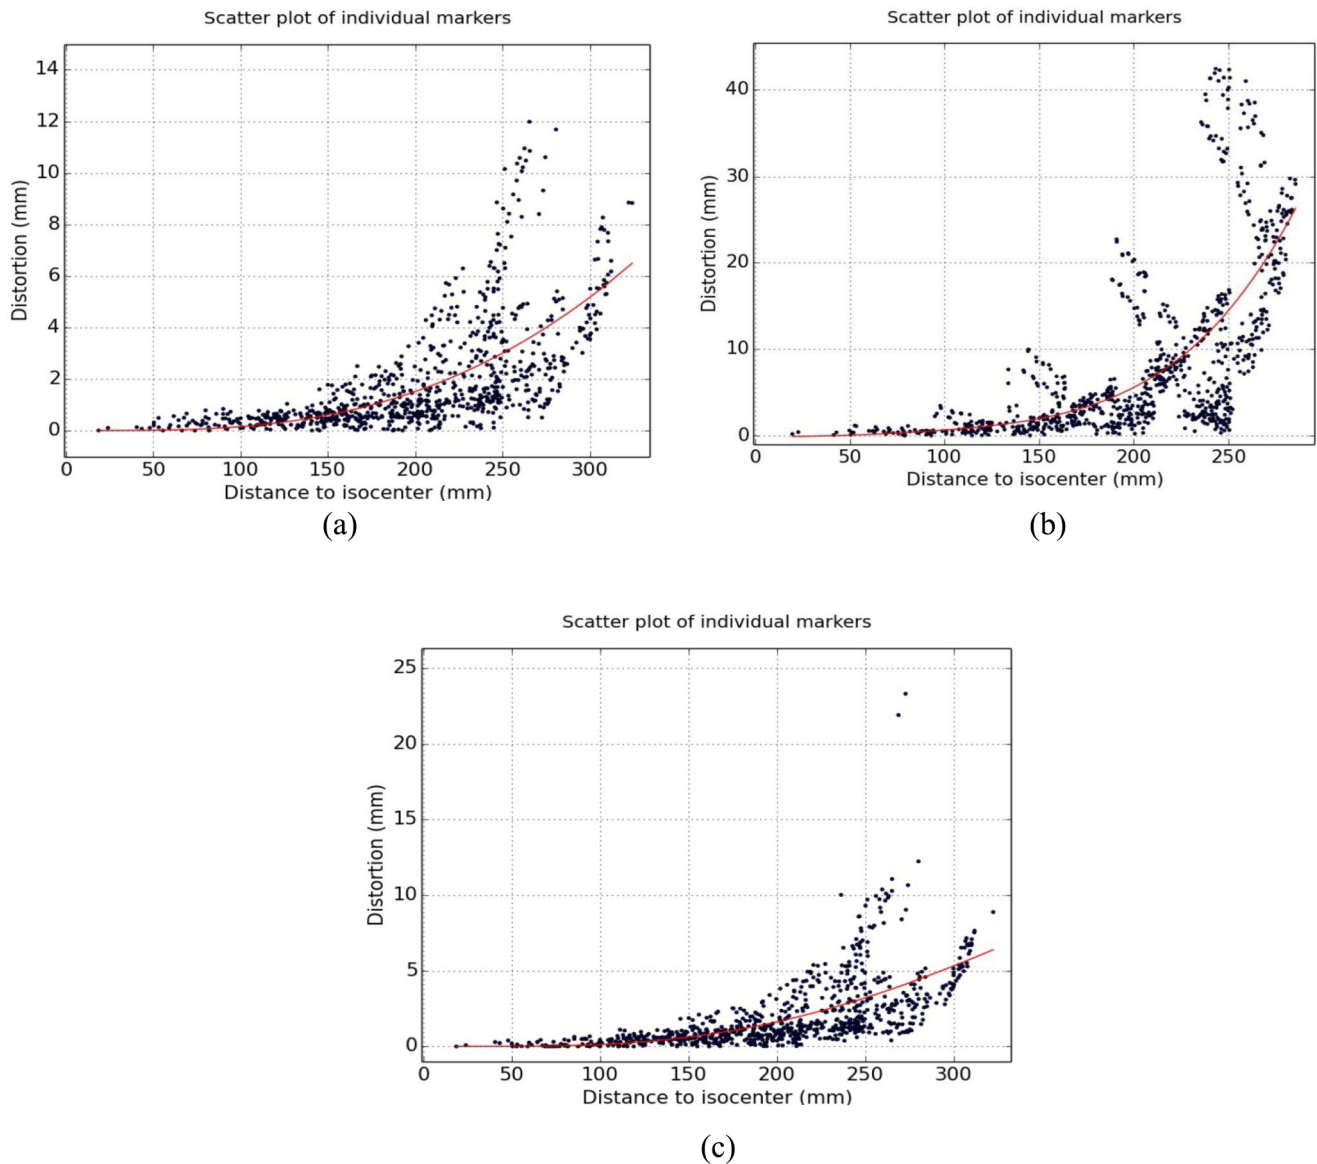 Scatter plot of individual markers
14
12
10
8
6
4
2
0
Distortion (mm)
0 50 100 150 200 250 300
Distance to isocenter (mm)
(a)
Scatter plot of individual markers
40
30
20
10
0
Distortion (mm)
0 50 100 150 200 250
Distance to isocenter (mm)
(b)
Scatter plot of individual markers
25
20
15
10
5
0
Distortion (mm)
0 50 100 150 200 250 300
Distance to isocenter (mm)
(c)